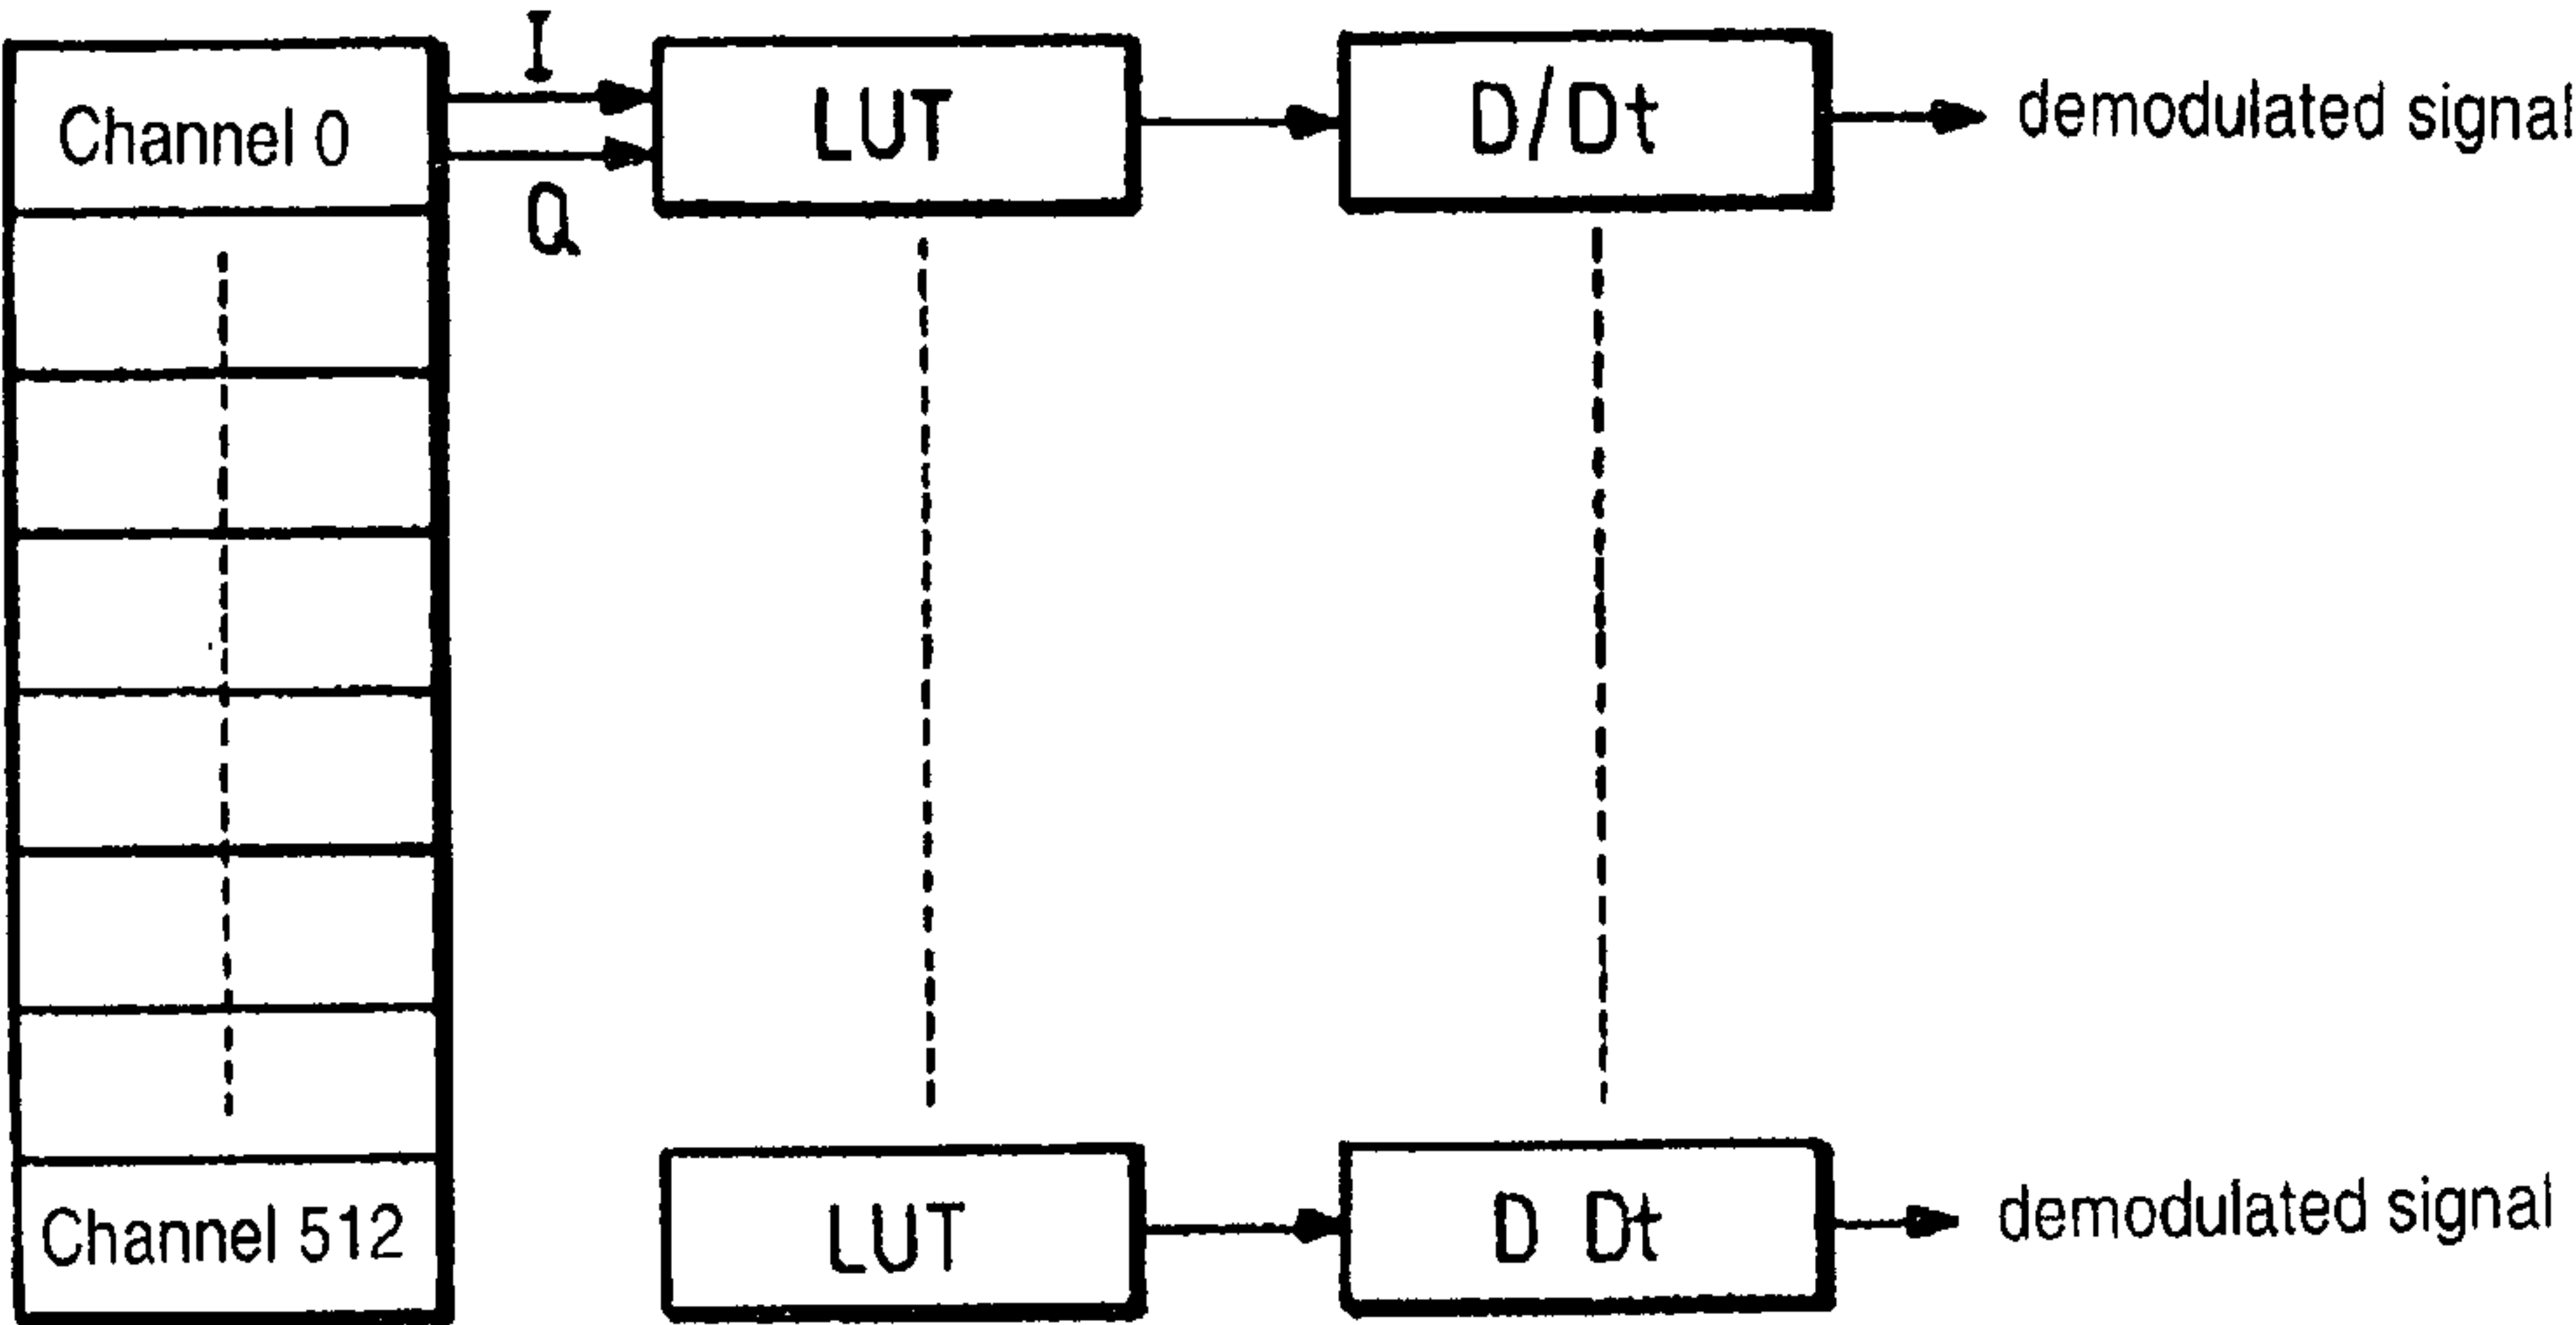 I
Channel 0
LUT
D/Dt
demodulated signal
Q
Channel 512
LUT
D Dt
demodulated signal